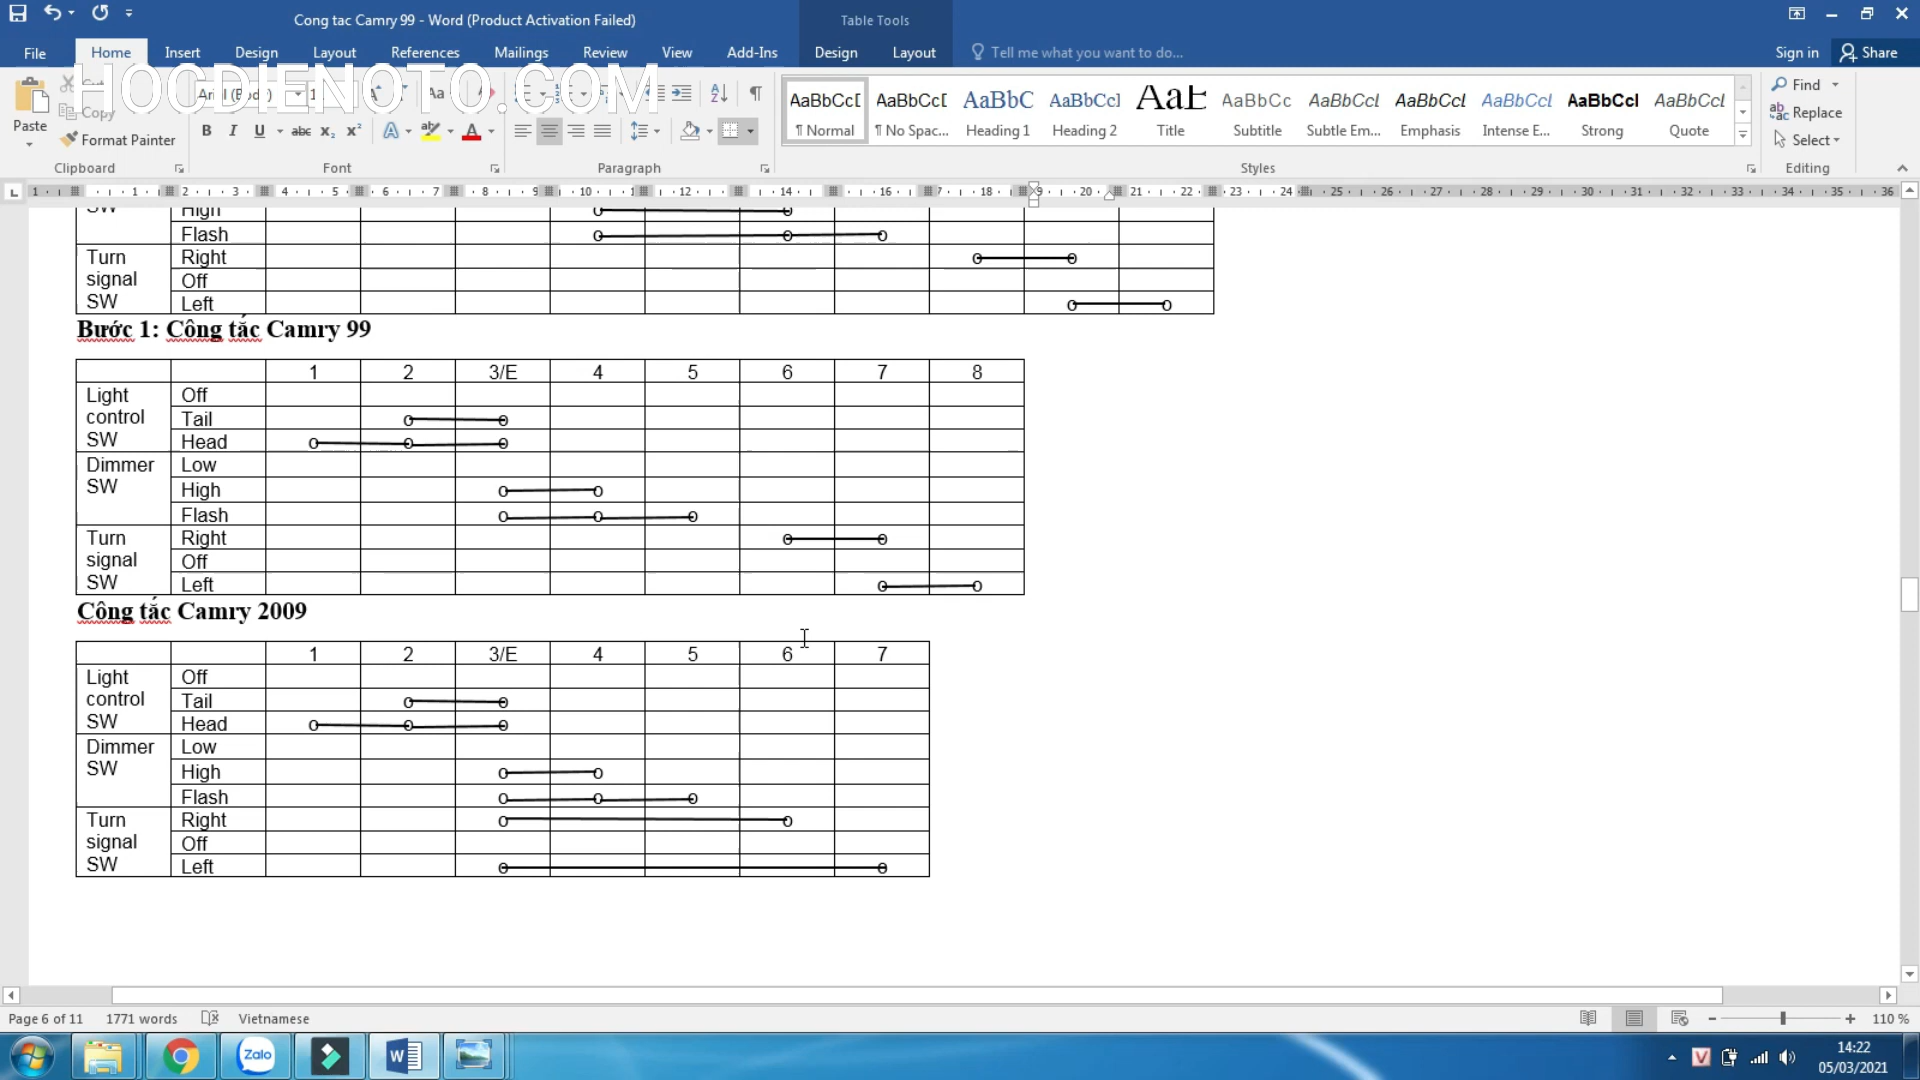 Cong tac Camry 99 - Word (Product Activation Failed)
Table Tools
File Home Insert Design Layout References Mailings Review View Add-Ins Design Layout Tell me what you want to do... Sign in Share
HOCDIENOTO.COM
Paste
Copy
Format Painter
Clipboard
Font
Paragraph
AaBbCcD AaBbCcD AaBbC AaBbCcI AaB AaBbCc AaBbCcI AaBbCcI AaBbCcI AaBbCcI AaBbCcI
¶ Normal ¶ No Spac... Heading 1 Heading 2 Title Subtitle Subtle Em... Emphasis Intense E... Strong Quote
Styles
Find
Replace
Select
Editing
SW High
Flash
Turn signal SW Right
Off
Left
Bước 1: Công tắc Camry 99
1 2 3/E 4 5 6 7 8
Light control SW Off
Tail
Head
Dimmer SW Low
High
Flash
Turn signal SW Right
Off
Left
Công tắc Camry 2009
1 2 3/E 4 5 6 7
Light control SW Off
Tail
Head
Dimmer SW Low
High
Flash
Turn signal SW Right
Off
Left
Page 6 of 11 1771 words Vietnamese 110 %
Zalo
14:22
05/03/2021